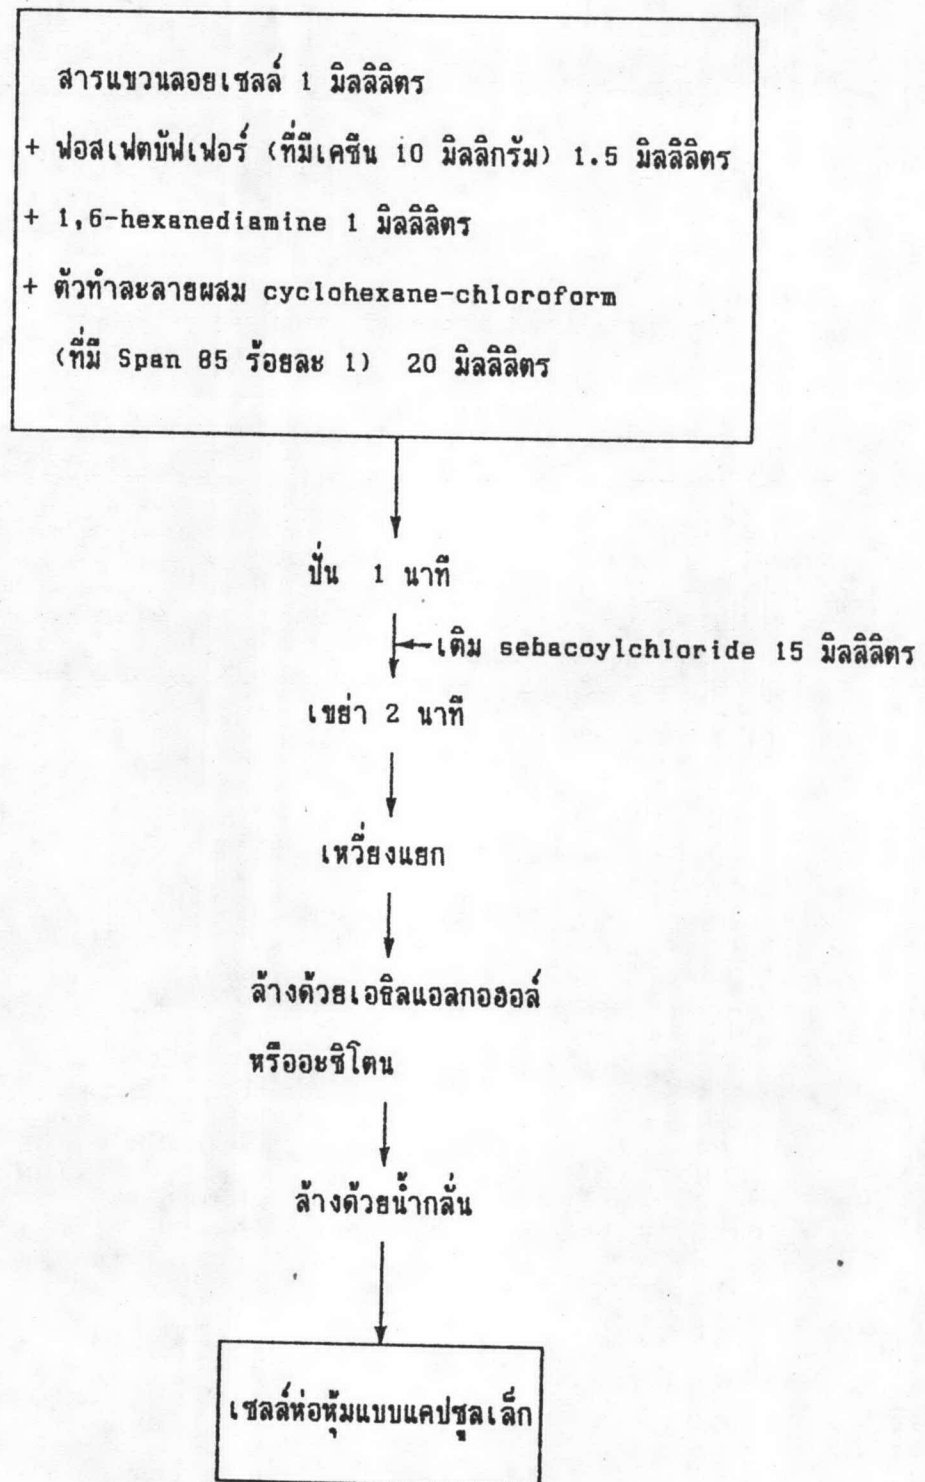 สารแขวนลอยเซลล์ 1 มิลลิลิตร
+ ฟอสเฟตบัฟเฟอร์ (ที่มีเคซีน 10 มิลลิกรัม) 1.5 มิลลิลิตร
+ 1,6-hexanediamine 1 มิลลิลิตร
+ ตัวทำละลายผสม cyclohexane-chloroform
(ที่มี Span 85 ร้อยละ 1) 20 มิลลิลิตร
ปั่น 1 นาที
เติม sebacoylchloride 15 มิลลิลิตร
เขย่า 2 นาที
เหวี่ยงแยก
ล้างด้วยเอธิลแอลกอฮอล์
หรืออะซิโตน
ล้างด้วยน้ำกลั่น
เซลล์ห่อหุ้มแบบแคปซูลเล็ก